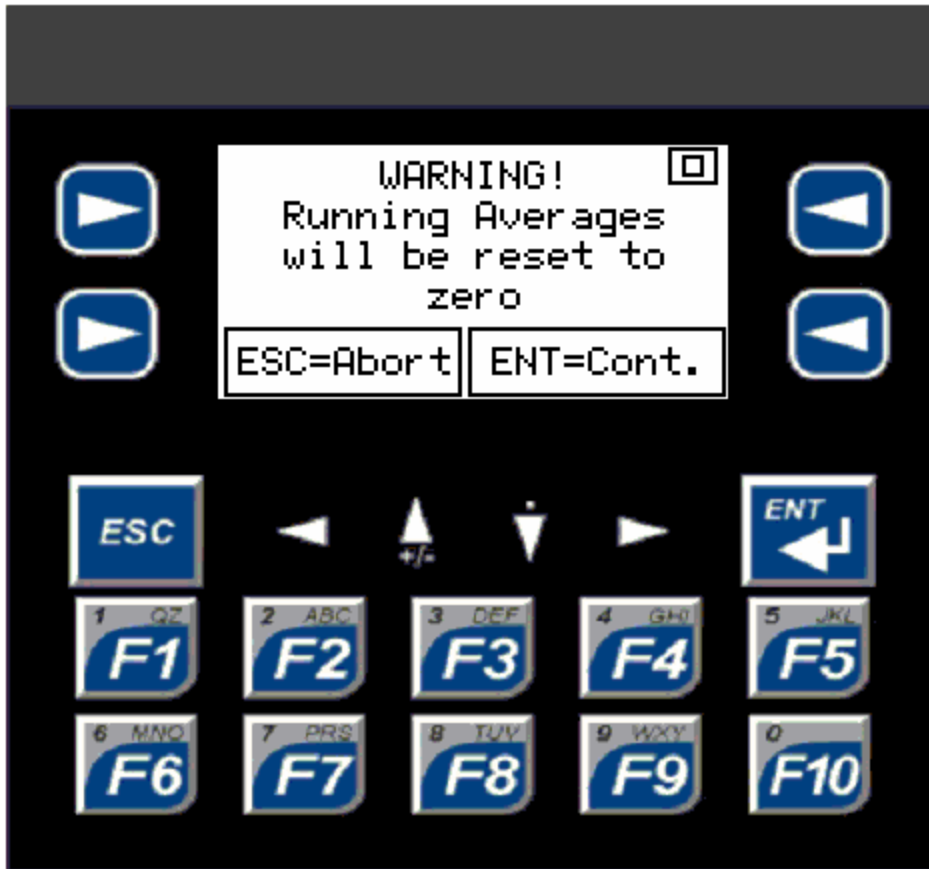 WARNING!
Running Averages
will be reset to
zero
ESC=Abort ENT=Cont.
ESC +/- ENT
1 QZ 2 ABC 3 DEF 4 GHI 5 JKL
F1 F2 F3 F4 F5
6 MNO 7 PRS 8 TUV 9 WXY 0
F6 F7 F8 F9 F10